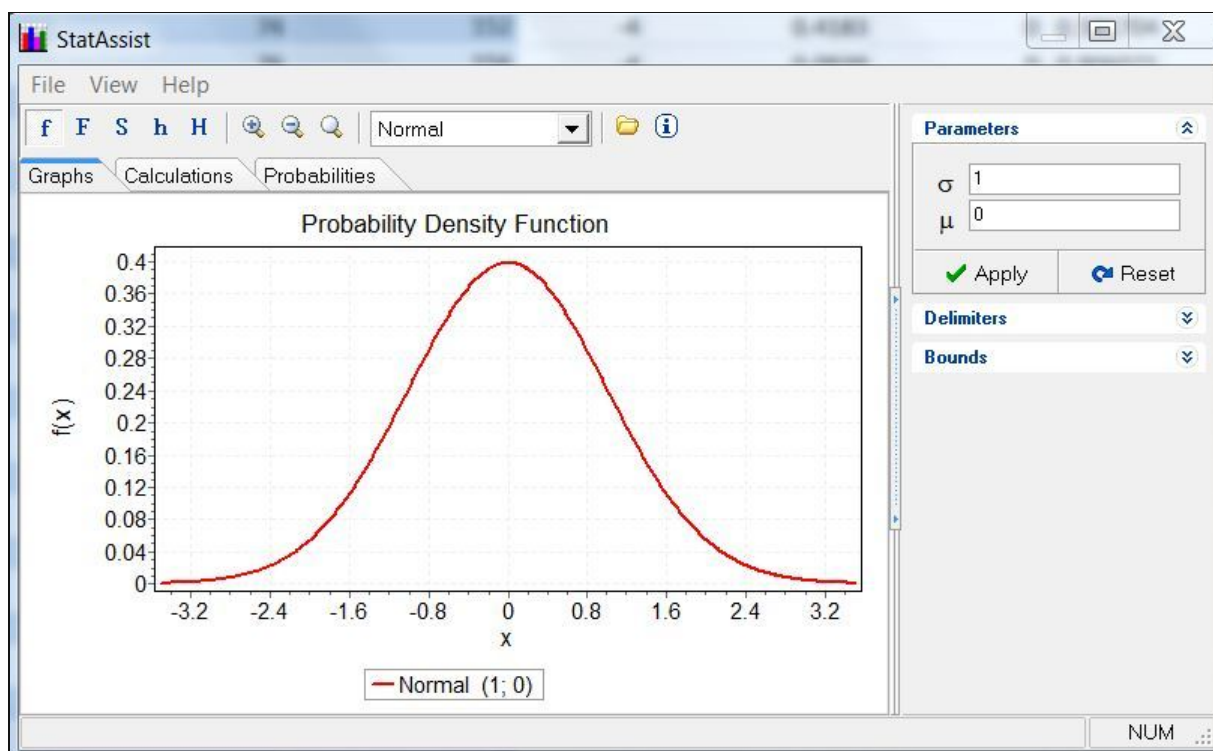 StatAssist
File View Help
f F S h H Normal
Graphs Calculations Probabilities
Probability Density Function
0.4
0.36
0.32
0.28
0.24
0.2
0.16
0.12
0.08
0.04
0
f(x)
-3.2 -2.4 -1.6 -0.8 0 0.8 1.6 2.4 3.2
x
Normal (1; 0)
Parameters
σ 1
μ 0
Apply Reset
Delimiters
Bounds
NUM